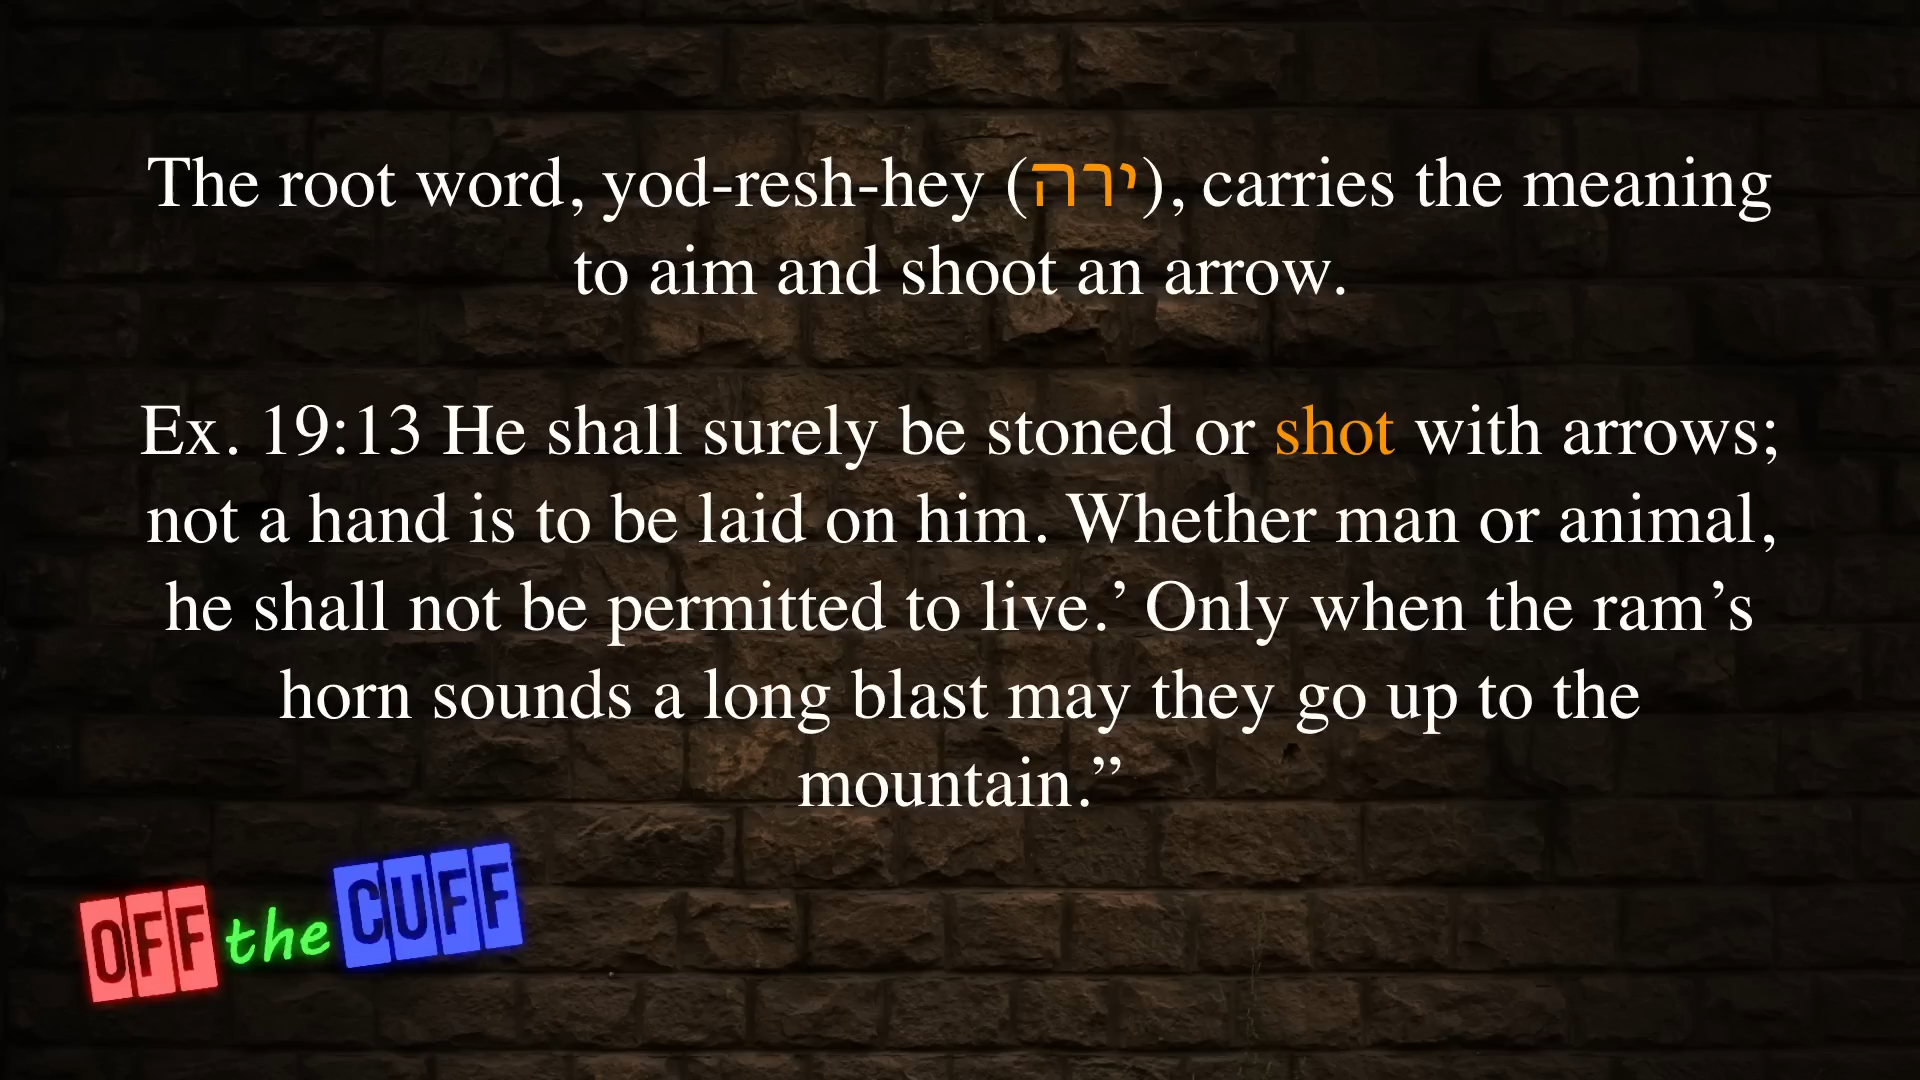 The root word, yod-resh-hey (ירה), carries the meaning
to aim and shoot an arrow.
Ex. 19:13 He shall surely be stoned or shot with arrows;
not a hand is to be laid on him. Whether man or animal,
he shall not be permitted to live.’ Only when the ram’s
horn sounds a long blast may they go up to the
mountain.”
OFF the CUFF